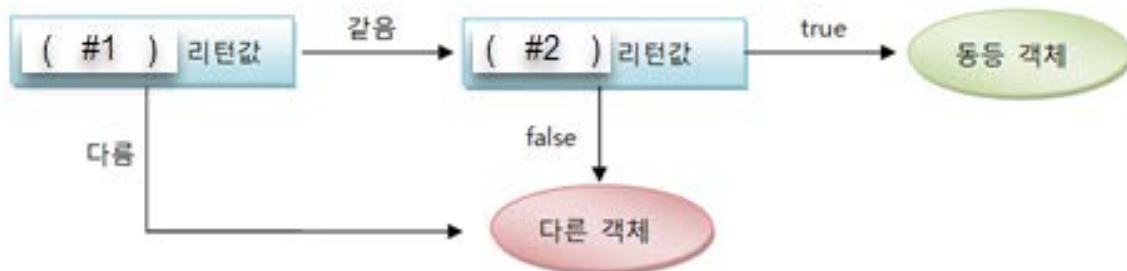 ( #1 ) 리턴값
같음
( #2 ) 리턴값
true
동등 객체
다름
false
다른 객체